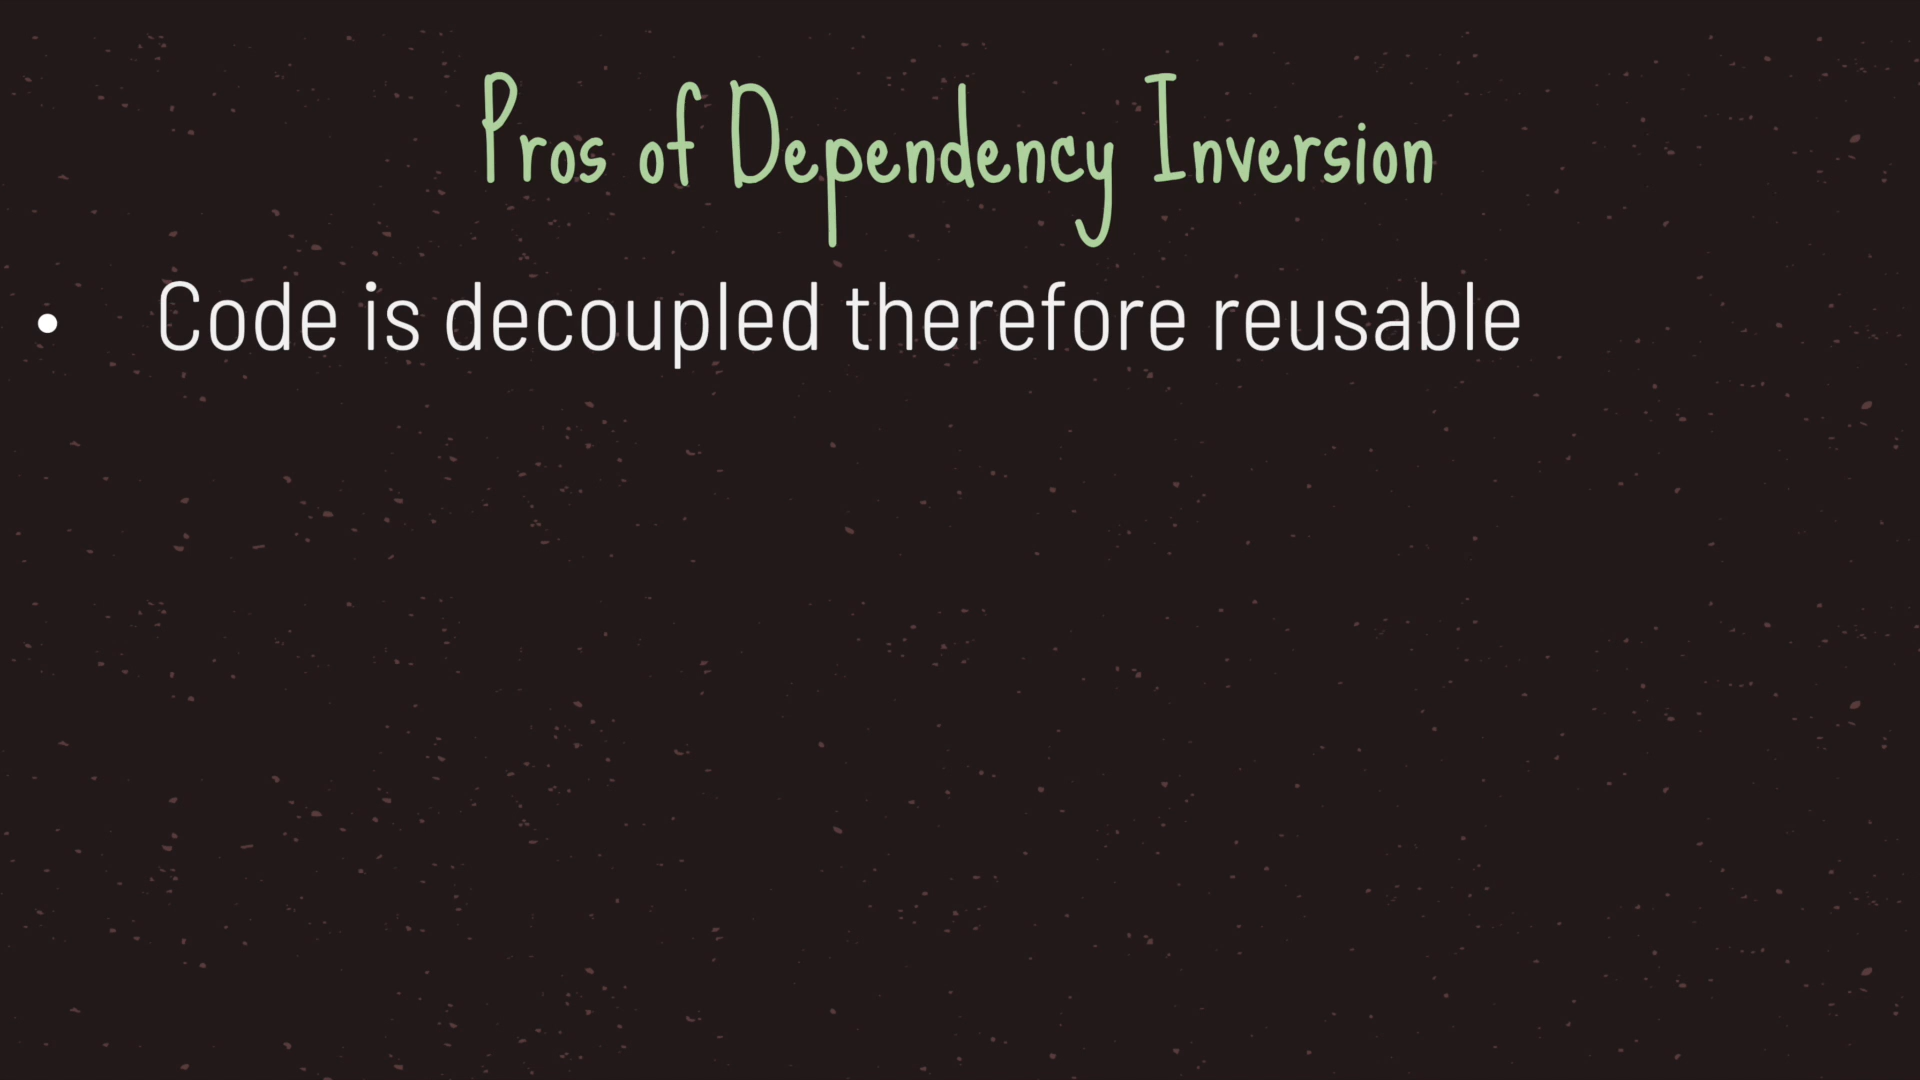 Pros of Dependency Inversion
• Code is decoupled therefore reusable